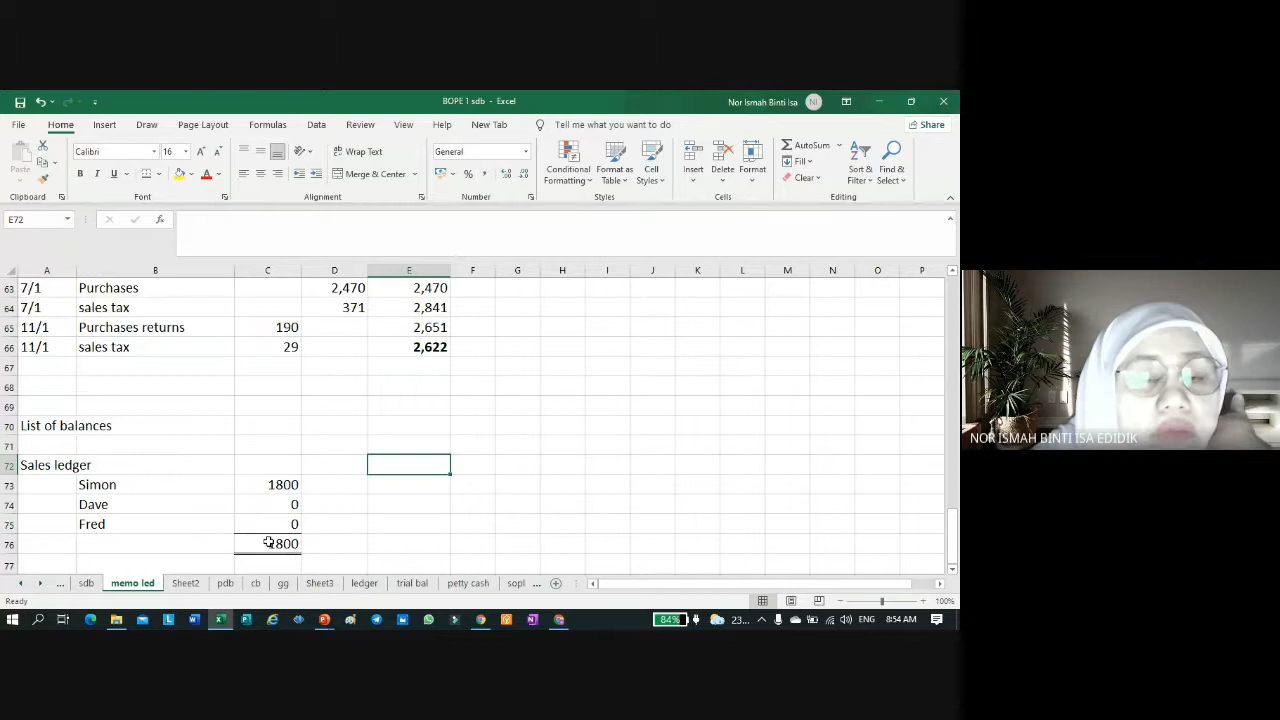 BOPE 1 sdb - Excel
Nor Ismah Binti Isa
NI
File Home Insert Draw Page Layout Formulas Data Review View Help New Tab Tell me what you want to do Share
Paste
Calibri 16
Wrap Text
General
Conditional Formatting
Format as Table
Cell Styles
Insert Delete Format
AutoSum
Fill
Clear
Sort & Filter
Find & Select
B I U
Merge & Center
Clipboard Font Alignment Number Styles Cells Editing
E72
A B C D E F G H I J K L M N O P
63 7/1 Purchases 2,470 2,470
64 7/1 sales tax 371 2,841
65 11/1 Purchases returns 190 2,651
66 11/1 sales tax 29 2,622
67
68
69
70 List of balances
71
72 Sales ledger
73 Simon 1800
74 Dave 0
75 Fred 0
76 1800
77
... sdb memo led Sheet2 pdb cb gg Sheet3 ledger trial bal petty cash sopl ...
Ready 100%
84% 23... ENG 8:54 AM
NOR ISMAH BINTI ISA EDIDIK